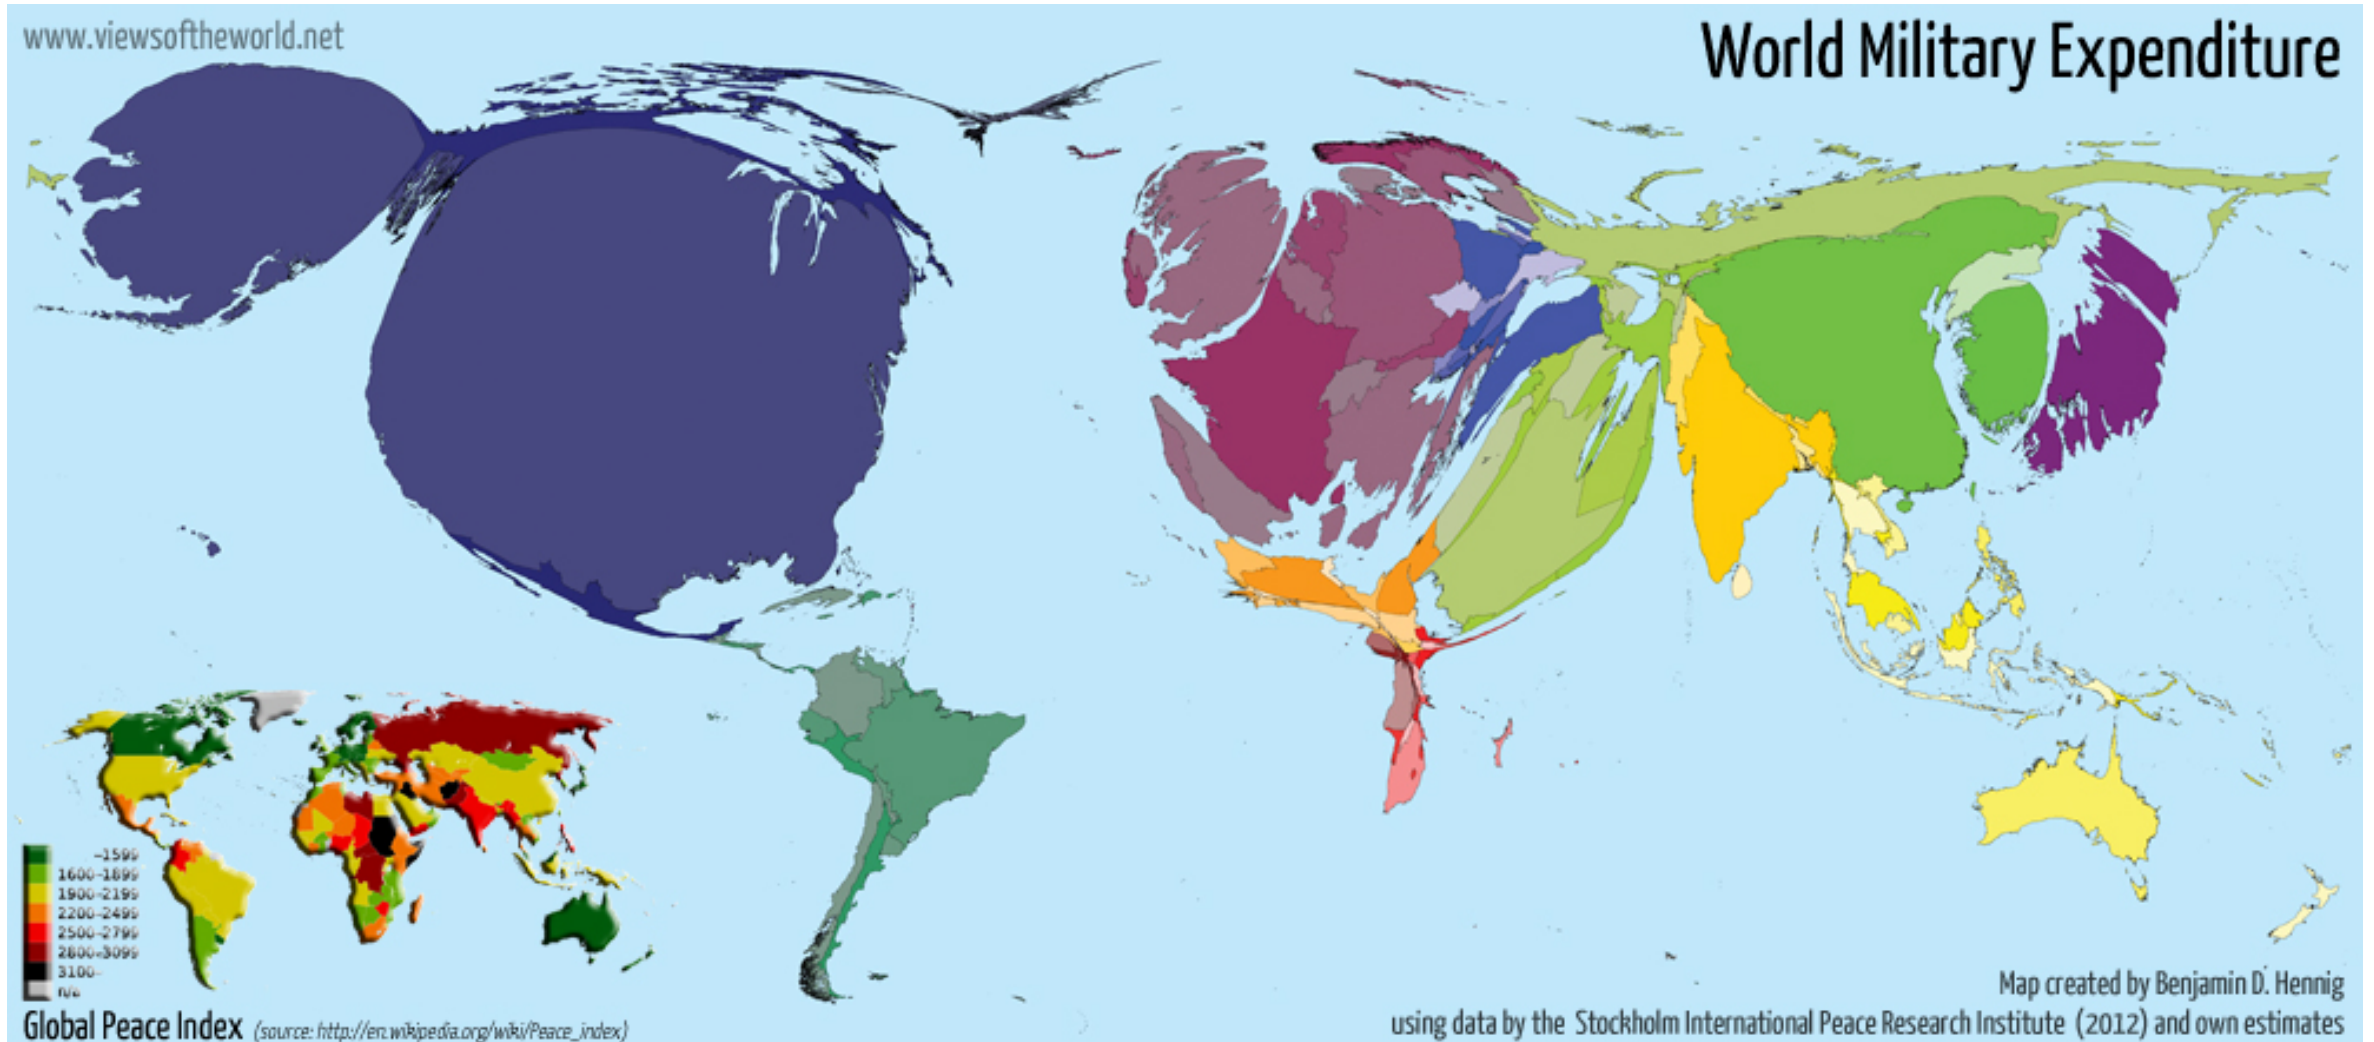 www.viewsoftheworld.net
World Military Expenditure
-1599
1600-1899
1900-2199
2200-2499
2500-2799
2800-3099
3100-
n/a
Global Peace Index (source: http://en.wikipedia.org/wiki/Peace_index)
Map created by Benjamin D. Hennig
using data by the Stockholm International Peace Research Institute (2012) and own estimates